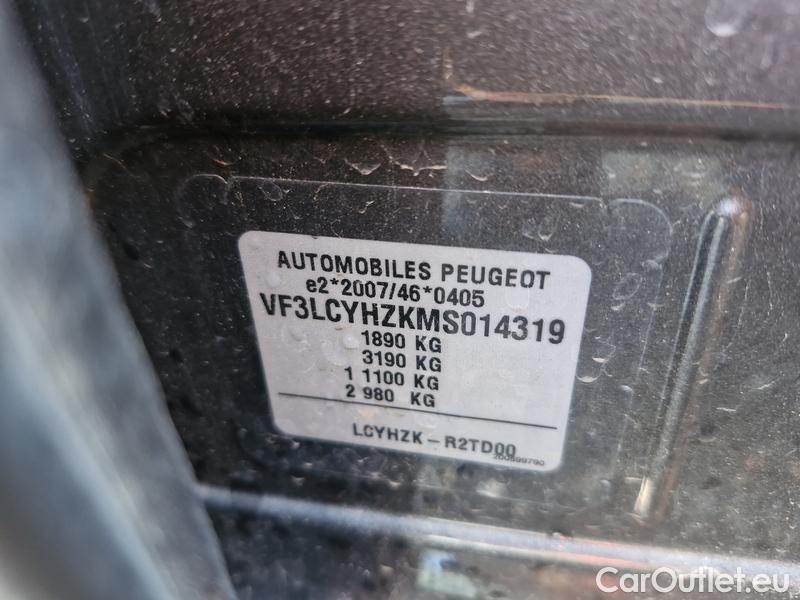 AUTOMOBILES PEUGEOT
e2*2007/46*0405
VF3LCYHZKMS014319
1890 KG
3190 KG
1 1100 KG
2 980 KG
LCYHZK - R2TD00
CarOutlet.eu